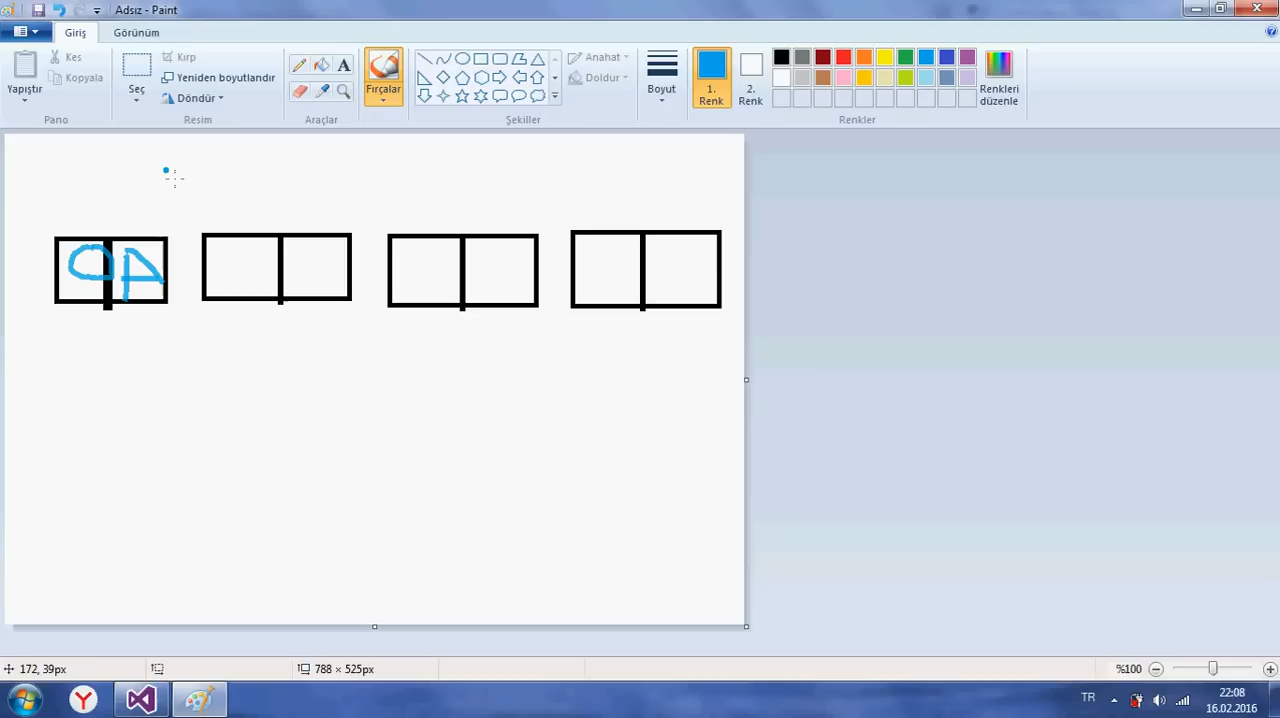 Adsız - Paint
Giriş Görünüm
Yapıştır
Kes
Kopyala
Pano
Seç
Kırp
Yeniden boyutlandır
Döndür
Resim
A
Araçlar
Fırçalar
Anahat
Doldur
Şekiller
Boyut
1. Renk
2. Renk
Renkleri düzenle
Renkler
172, 39px
788 × 525px
%100
TR
22:08
16.02.2016